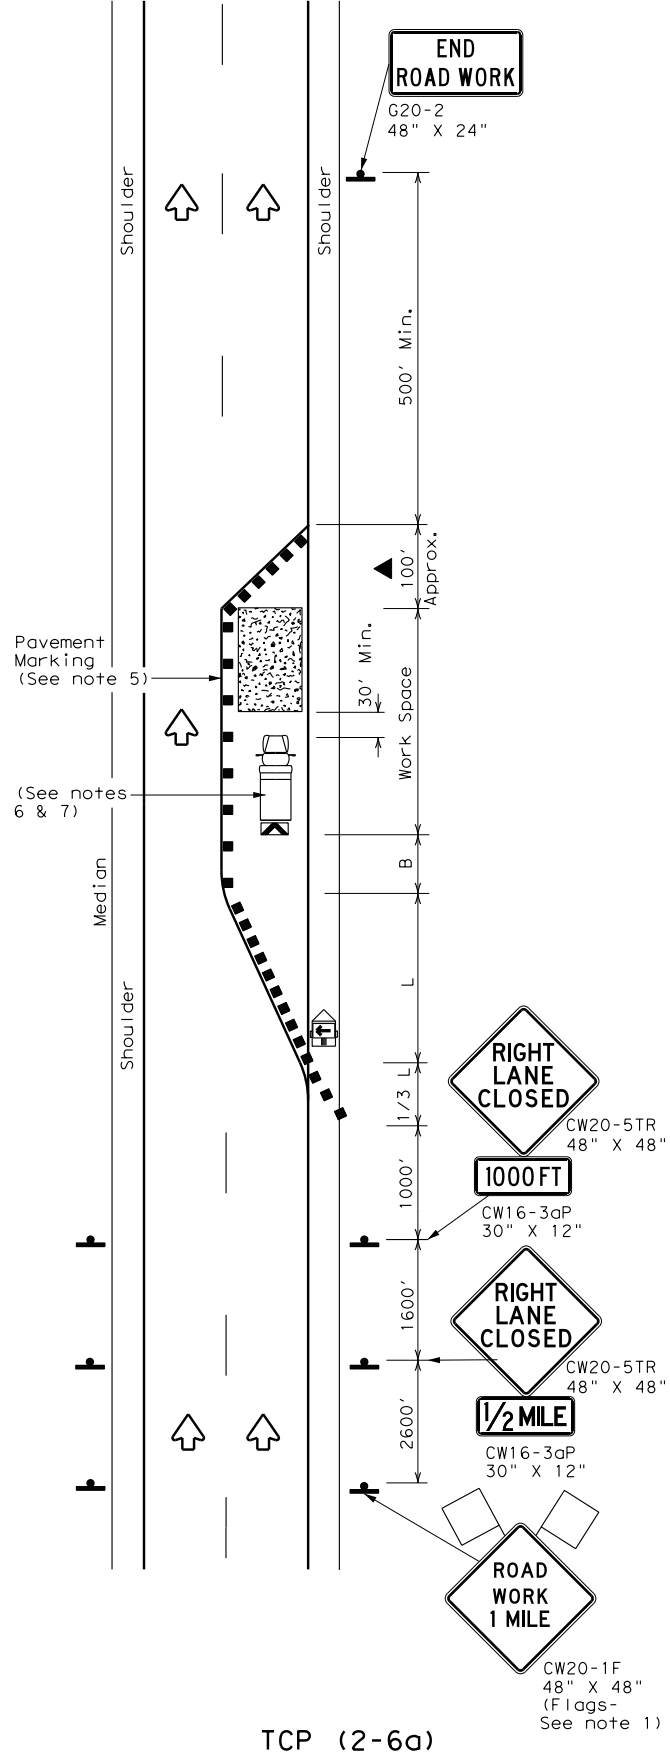 END
ROAD WORK
G20-2
48" X 24"
Shoulder
Shoulder
500' Min.
100'
Approx.
30' Min.
Work Space
Pavement
Marking
(See note 5)
(See notes
6 & 7)
B
Median
L
Shoulder
1/3 L
RIGHT
LANE
CLOSED
CW20-5TR
48" X 48"
1000 FT
CW16-3aP
30" X 12"
1000'
1600'
RIGHT
LANE
CLOSED
CW20-5TR
48" X 48"
1/2 MILE
CW16-3aP
30" X 12"
2600'
ROAD
WORK
1 MILE
CW20-1F
48" X 48"
(Flags-
See note 1)
TCP (2-6a)